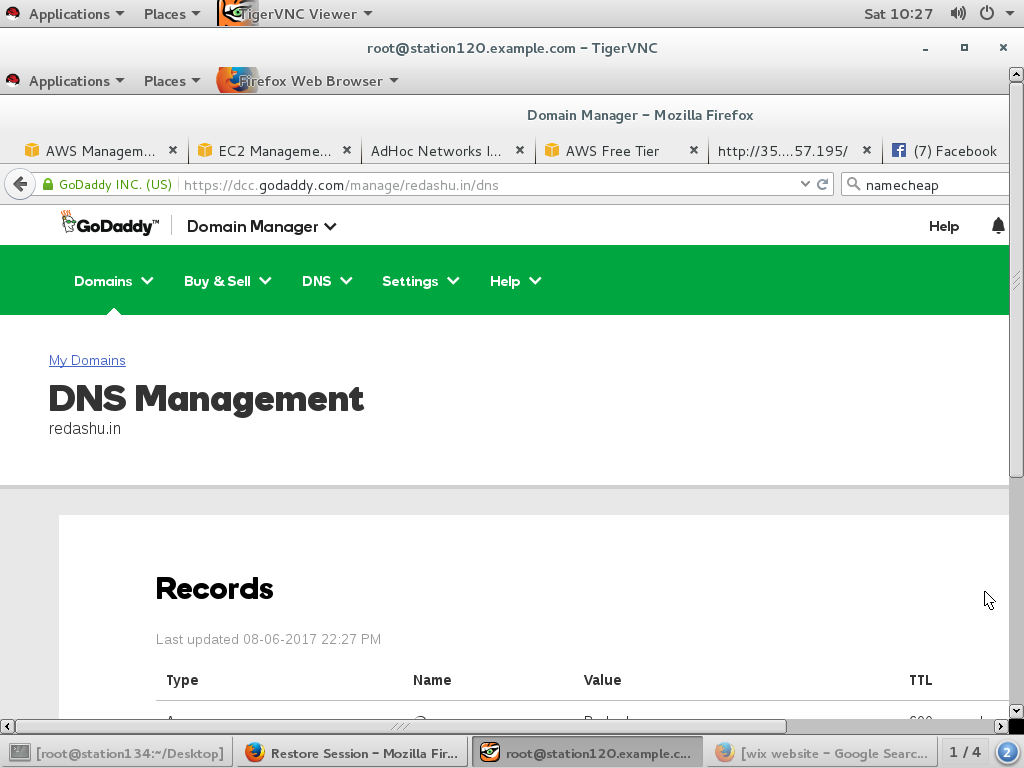 Applications Places TigerVNC Viewer Sat 10:27
root@station120.example.com - TigerVNC
Applications Places Firefox Web Browser
Domain Manager - Mozilla Firefox
AWS Managem... EC2 Manageme... AdHoc Networks I... AWS Free Tier http://35....57.195/ (7) Facebook
GoDaddy INC. (US) https://dcc.godaddy.com/manage/redashu.in/dns namecheap
GoDaddy™ Domain Manager Help
Domains Buy & Sell DNS Settings Help
My Domains
DNS Management
redashu.in
Records
Last updated 08-06-2017 22:27 PM
Type Name Value TTL
[root@station134:~/Desktop] Restore Session - Mozilla Fir... root@station120.example.c... [wix website - Google Searc... 1 / 4 2